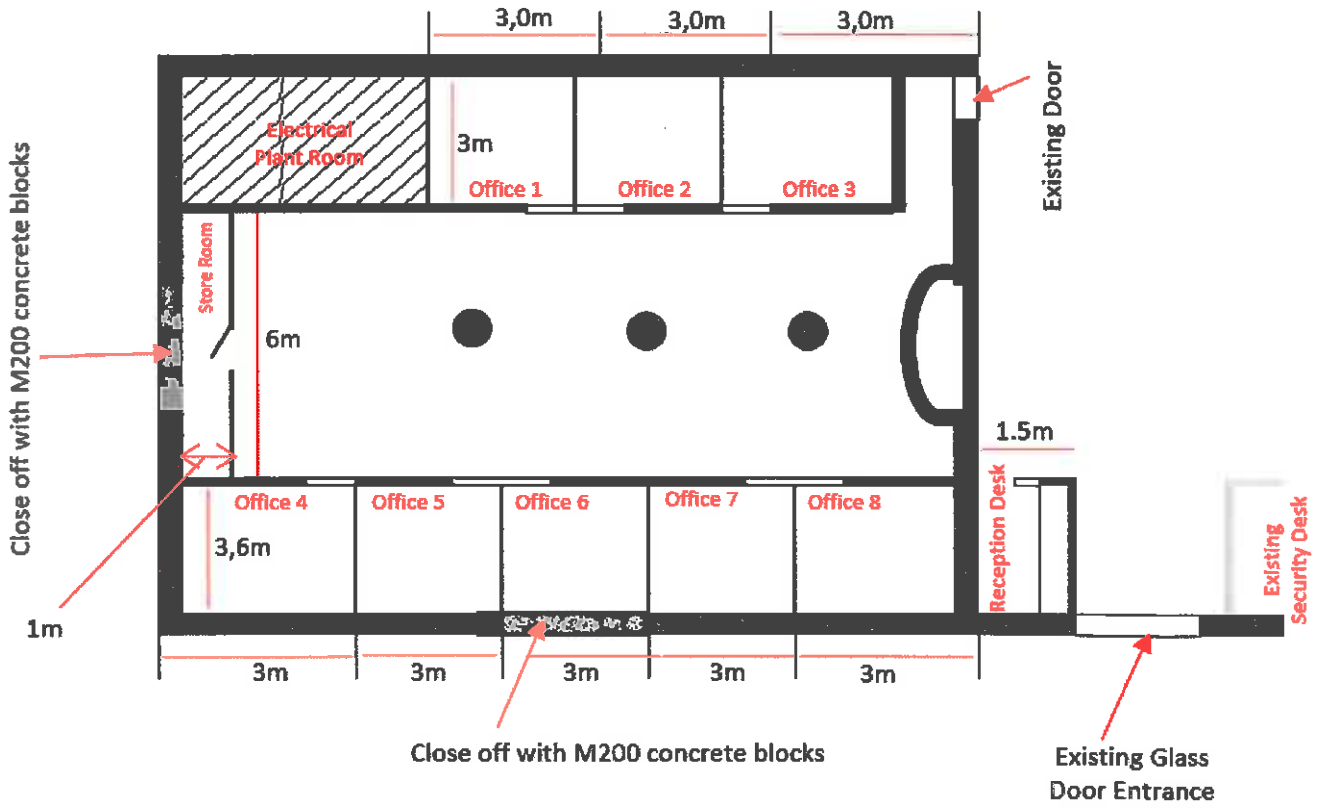 3,0m
3,0m
3,0m
Existing Door
Electrical
Plant Room
3m
Office 1
Office 2
Office 3
Close off with M200 concrete blocks
Store Room
6m
1.5m
Office 4
Office 5
Office 6
Office 7
Office 8
Reception Desk
Existing
Security Desk
3,6m
1m
3m
3m
3m
3m
3m
Close off with M200 concrete blocks
Existing Glass
Door Entrance